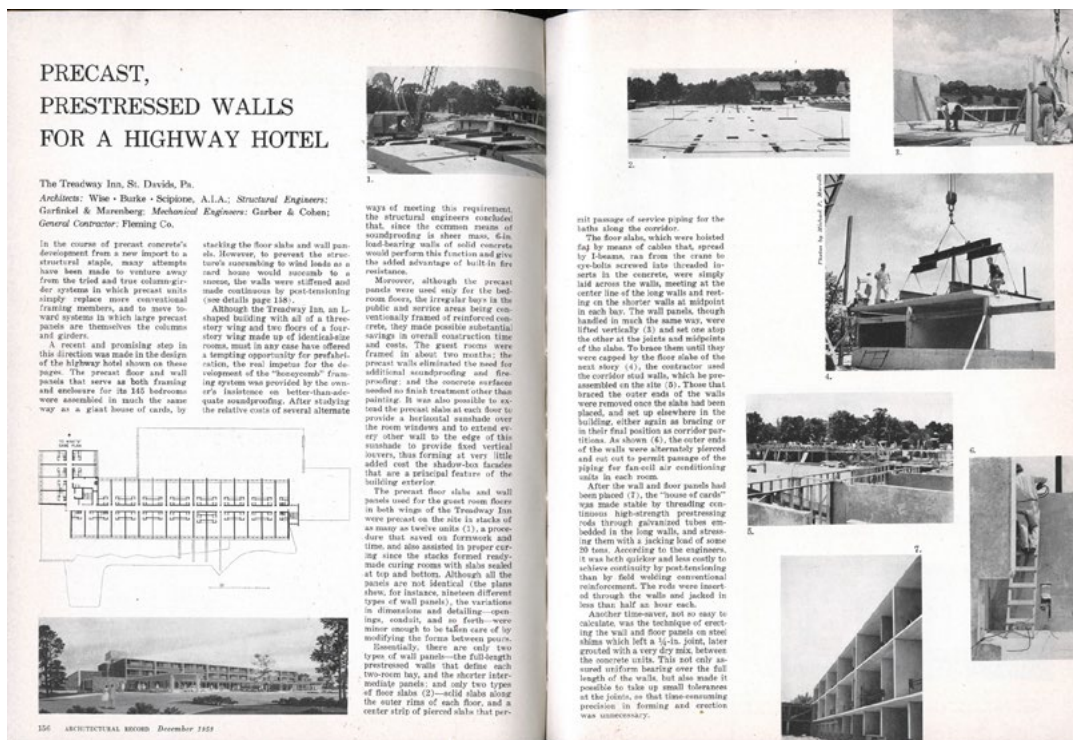 PRECAST,
PRESTRESSED WALLS
FOR A HIGHWAY HOTEL
The Treadway Inn, St. Davids, Pa.
Architects: Wise • Burke • Scipione, A.I.A.; Structural Engineers:
Garfinkel & Marenberg; Mechanical Engineers: Garber & Cohen;
General Contractor: Fleming Co.
In the course of precast concrete's
development from a new import to a
structural staple, many attempts
have been made to venture away
from the tried and true column-gir-
der systems in which precast units
simply replace more conventional
framing members, and to move to-
ward systems in which large precast
panels are themselves the columns
and girders.
A recent and promising step in
this direction was made in the design
of the highway hotel shown on these
pages. The precast floor and wall
panels that serve as both framing
and enclosure for its 145 bedrooms
were assembled in much the same
way as a giant house of cards, by
stacking the floor slabs and wall pan-
els. However, to prevent the struc-
ture's succumbing to wind loads as a
card house would succumb to a
sneeze, the walls were stiffened and
made continuous by post-tensioning
(see details page 158).
Although the Treadway Inn, an L-
shaped building with all of a three-
story wing and two floors of a four-
story wing made up of identical-size
rooms, must in any case have offered
a tempting opportunity for prefabri-
cation, the real impetus for the de-
velopment of the "honeycomb" fram-
ing system was provided by the own-
er's insistence on better-than-ade-
quate soundproofing. After studying
the relative costs of several alternate
1.
ways of meeting this requirement,
the structural engineers concluded
that, since the common means of
soundproofing is sheer mass, 6-in.
load-bearing walls of solid concrete
would perform this function and give
the added advantage of built-in fire
resistance.
Moreover, although the precast
panels were used only for the bed-
room floors, the irregular bays in the
public and service areas being con-
ventionally framed of reinforced con-
crete, they made possible substantial
savings in overall construction time
and costs. The guest rooms were
framed in about two months; the
precast walls eliminated the need for
additional soundproofing and fire-
proofing; and the concrete surfaces
needed no finish treatment other than
painting. It was also possible to ex-
tend the precast slabs at each floor to
provide a horizontal sunshade over
the room windows and to extend ev-
ery other wall to the edge of this
sunshade to provide fixed vertical
louvers, thus forming at very little
added cost the shadow-box facades
that are a principal feature of the
building exterior.
The precast floor slabs and wall
panels used for the guest room floors
in both wings of the Treadway Inn
were precast on the site in stacks of
as many as twelve units (1), a proce-
dure that saved on formwork and
time, and also assisted in proper cur-
ing since the stacks formed ready-
made curing rooms with slabs sealed
at top and bottom. Although all the
panels are not identical (the plans
show, for instance, nineteen different
types of wall panels), the variations
in dimensions and detailing—open-
ings, conduit, and so forth—were
minor enough to be taken care of by
modifying the forms between pours.
Essentially, there are only two
types of wall panels—the full-length
prestressed walls that define each
two-room bay, and the shorter inter-
mediate panels; and only two types
of floor slabs (2)—solid slabs along
the outer rims of each floor, and a
center strip of pierced slabs that per-
156 ARCHITECTURAL RECORD December 1958
2.
3.
mit passage of service piping for the
baths along the corridor.
The floor slabs, which were hoisted
flat by means of cables that, spread
by I-beams, ran from the crane to
eye-bolts screwed into threaded in-
serts in the concrete, were simply
laid across the walls, meeting at the
center line of the long walls and rest-
ing on the shorter walls at midpoint
in each bay. The wall panels, though
handled in much the same way, were
lifted vertically (3) and set one atop
the other at the joints and midpoints
of the slabs. To brace them until they
were capped by the floor slabs of the
next story (4), the contractor used
the corridor stud walls, which he pre-
assembled on the site (5). Those that
braced the outer ends of the walls
were removed once the slabs had been
placed, and set up elsewhere in the
building, either again as bracing or
in their final position as corridor par-
titions. As shown (6), the outer ends
of the walls were alternately pierced
and cut out to permit passage of the
piping for fan-coil air conditioning
units in each room.
After the wall and floor panels had
been placed (7), the "house of cards"
was made stable by threading con-
tinuous high-strength prestressing
rods through galvanized tubes em-
bedded in the long walls, and stress-
ing them with a jacking load of some
20 tons. According to the engineers,
it was both quicker and less costly to
achieve continuity by post-tensioning
than by field welding conventional
reinforcement. The rods were insert-
ed through the walls and jacked in
less than half an hour each.
Another time-saver, not so easy to
calculate, was the technique of erect-
ing the wall and floor panels on steel
shims which left a ¼-in. joint, later
grouted with a very dry mix, between
the concrete units. This not only as-
sured uniform bearing over the full
length of the walls, but also made it
possible to take up small tolerances
at the joints, so that time-consuming
precision in forming and erection
was unnecessary.
4.
5.
6.
7.